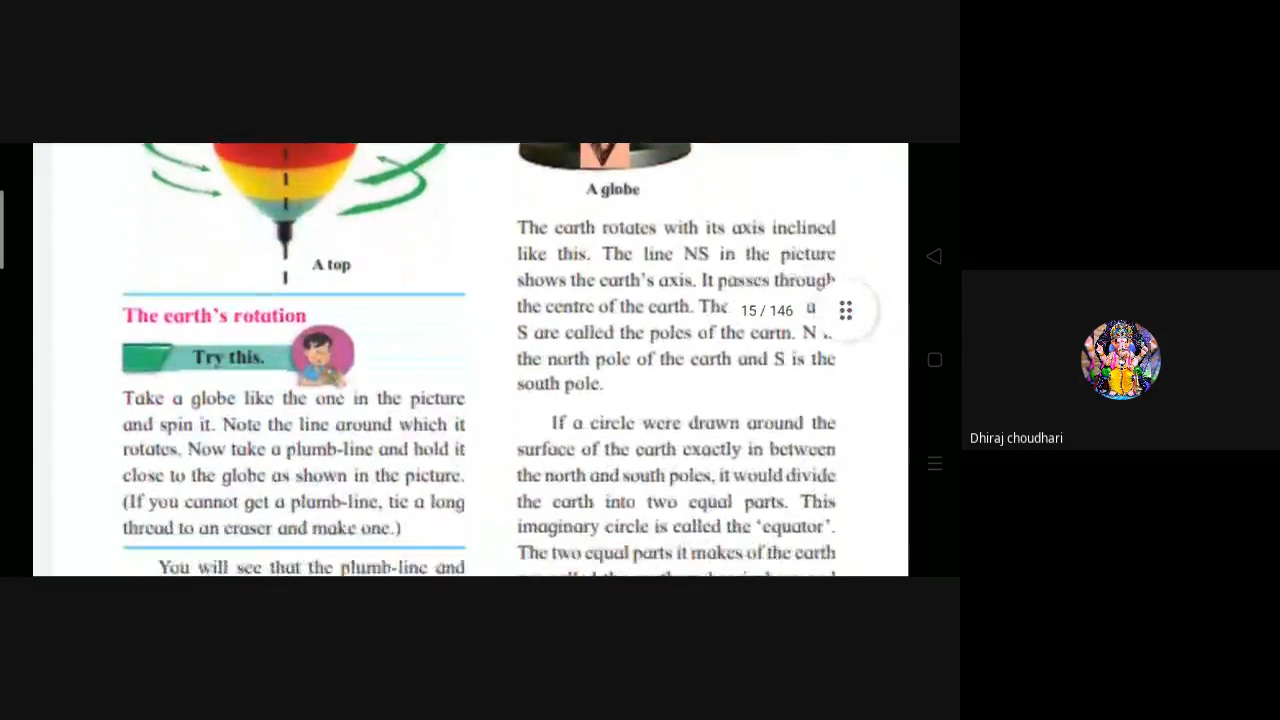 A top
The earth's rotation
Try this.
Take a globe like the one in the picture
and spin it. Note the line around which it
rotates. Now take a plumb-line and hold it
close to the globe as shown in the picture.
(If you cannot get a plumb-line, tie a long
thread to an eraser and make one.)
You will see that the plumb-line and
A globe
The earth rotates with its axis inclined
like this. The line NS in the picture
shows the earth's axis. It passes through
the centre of the earth. The
S are called the poles of the earth. N
the north pole of the earth and S is the
south pole.
If a circle were drawn around the
surface of the earth exactly in between
the north and south poles, it would divide
the earth into two equal parts. This
imaginary circle is called the 'equator'.
The two equal parts it makes of the earth
15 / 146
Dhiraj choudhari